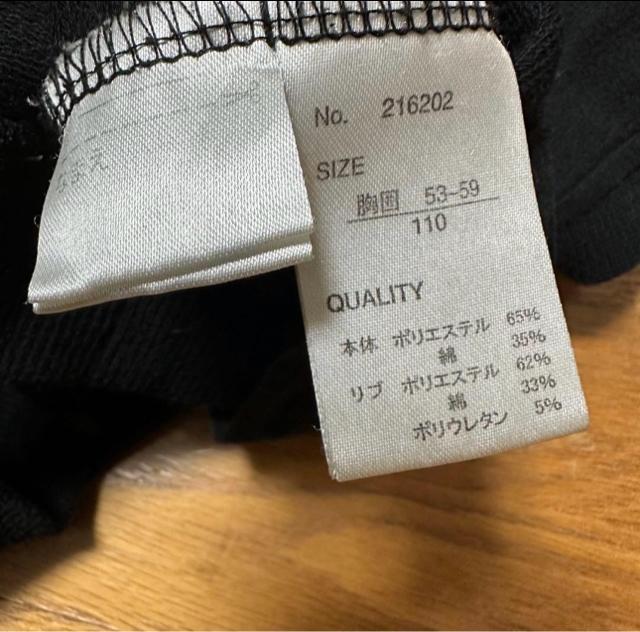 なまえ
No. 216202
SIZE
胸囲 53-59
110
QUALITY
本体 ポリエステル 65%
綿 35%
リブ ポリエステル 62%
綿 33%
ポリウレタン 5%